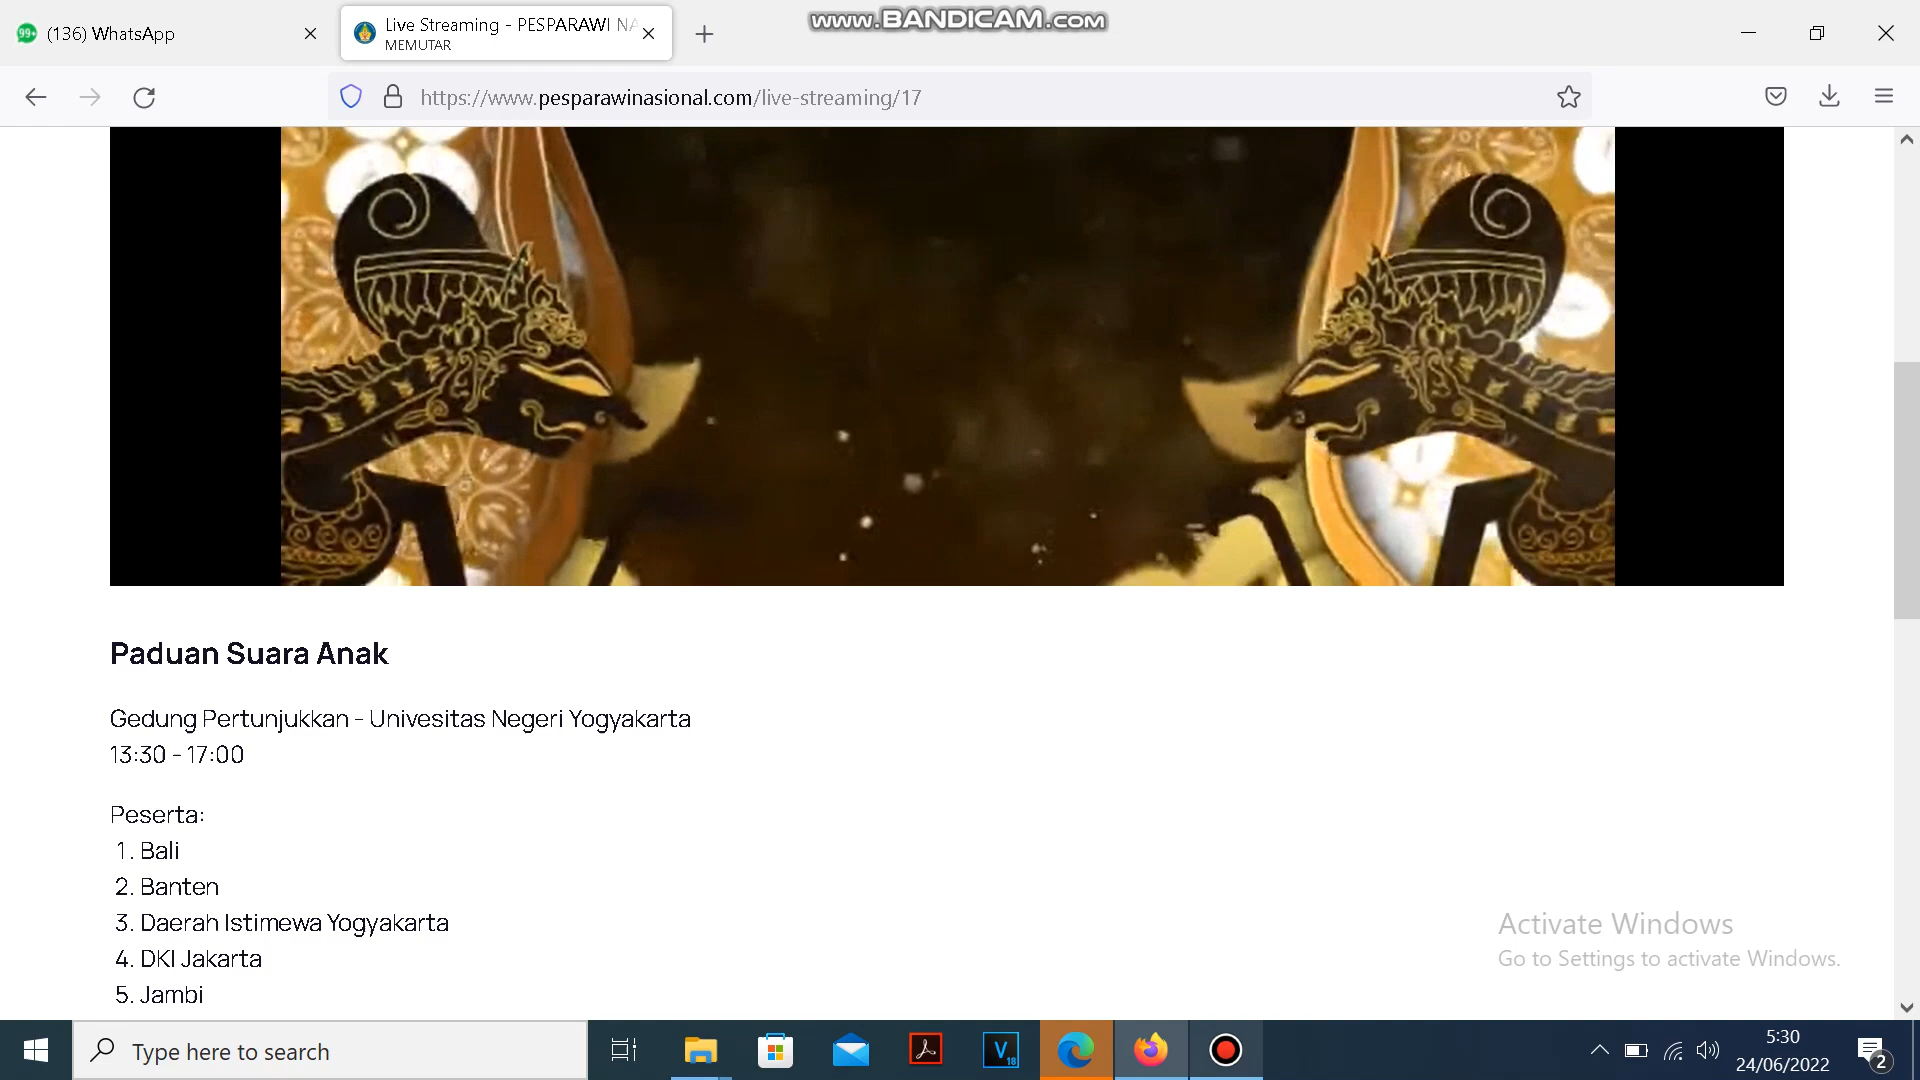 www.BANDICAM.com
99+ (136) WhatsApp
Live Streaming - PESPARAWI NA
MEMUTAR
https://www.pesparawinasional.com/live-streaming/17
Paduan Suara Anak
Gedung Pertunjukkan - Univesitas Negeri Yogyakarta
13:30 - 17:00
Peserta:
1. Bali
2. Banten
3. Daerah Istimewa Yogyakarta
4. DKI Jakarta
5. Jambi
Activate Windows
Go to Settings to activate Windows.
Type here to search
V
18
5:30
24/06/2022
2